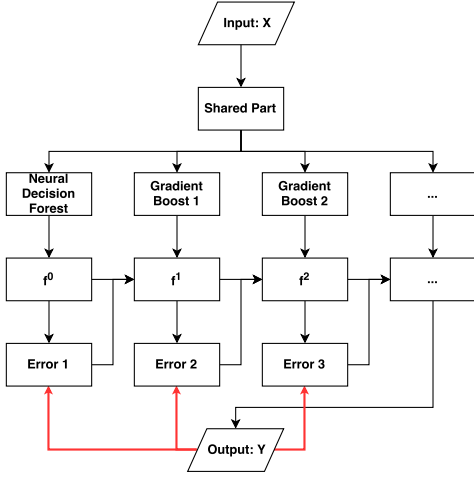 Input: X
Shared Part
Neural
Decision
Forest
Gradient
Boost 1
Gradient
Boost 2
...
f⁰
f¹
f²
...
Error 1
Error 2
Error 3
Output: Y